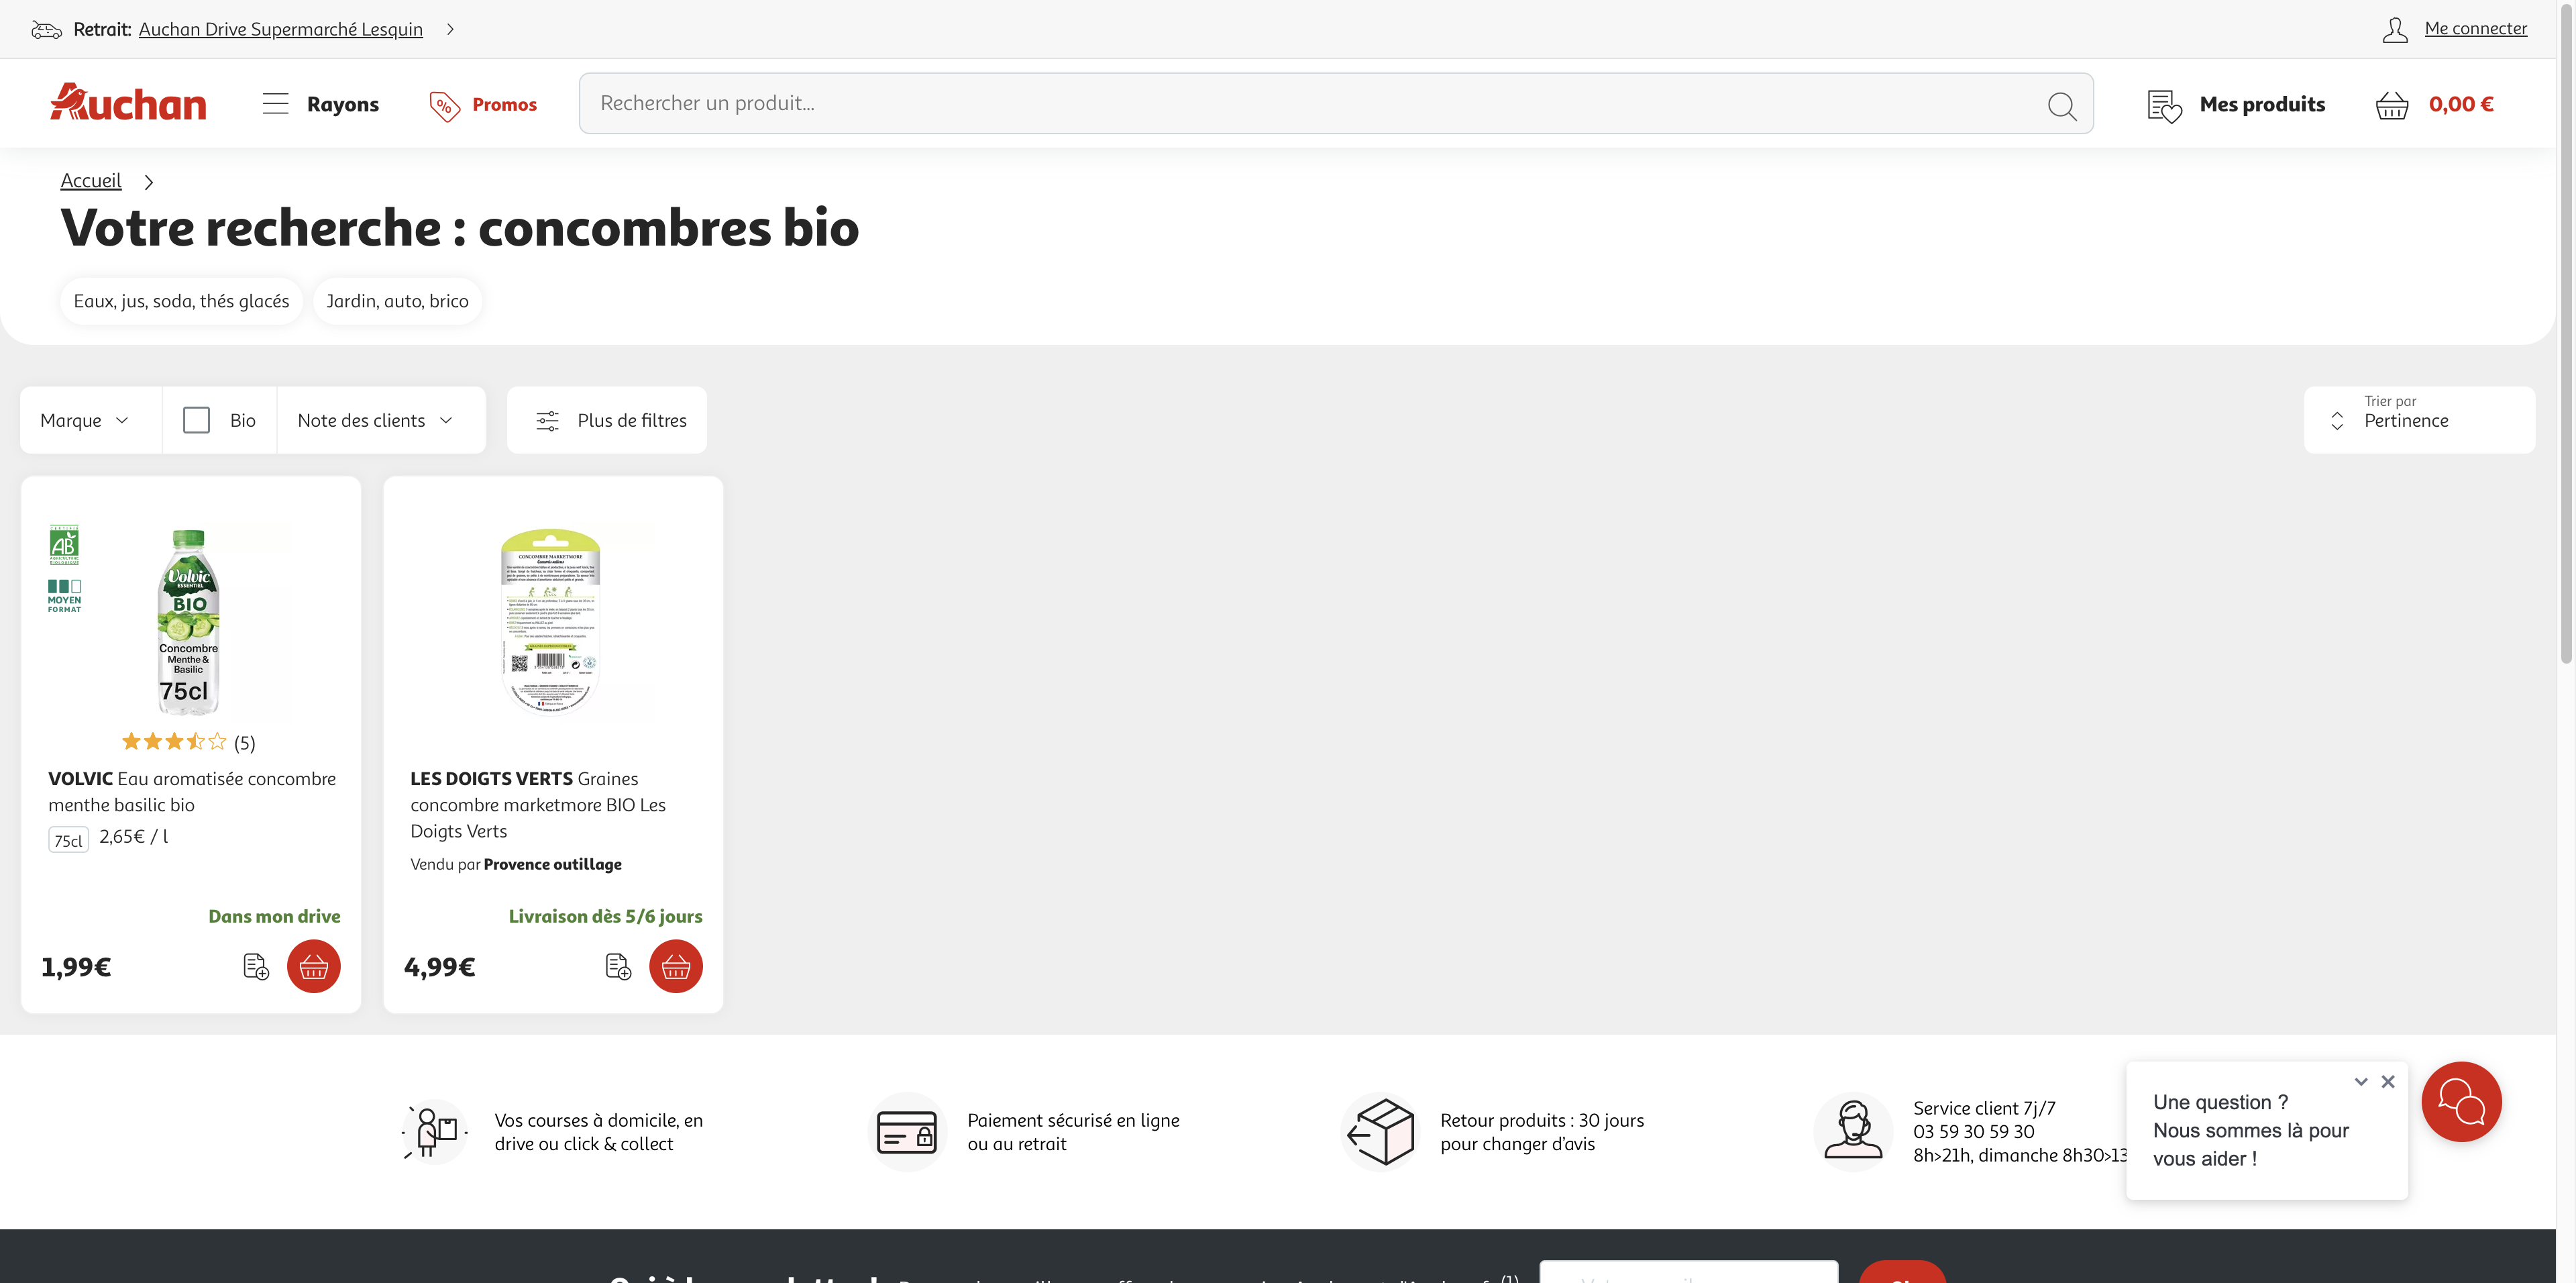 Retrait: Auchan Drive Supermarché Lesquin
Me connecter
Auchan
Rayons
Promos
Rechercher un produit...
Mes produits
0,00 €
Accueil
Votre recherche : concombres bio
Eaux, jus, soda, thés glacés
Jardin, auto, brico
Marque
Bio
Note des clients
Plus de filtres
Trier par
Pertinence
AB
MOYEN
FORMAT
Volvic
ESSENTIEL
BIO
Concombre
Menthe &
Basilic
75cl
(5)
VOLVIC Eau aromatisée concombre
menthe basilic bio
75cl 2,65€ / l
Dans mon drive
1,99€
CONCOMBRE MARKETMORE
LES DOIGTS VERTS Graines
concombre marketmore BIO Les
Doigts Verts
Vendu par Provence outillage
Livraison dès 5/6 jours
4,99€
Vos courses à domicile, en
drive ou click & collect
Paiement sécurisé en ligne
ou au retrait
Retour produits : 30 jours
pour changer d'avis
Service client 7j/7
03 59 30 59 30
8h>21h, dimanche 8h30>13
Une question ?
Nous sommes là pour
vous aider !